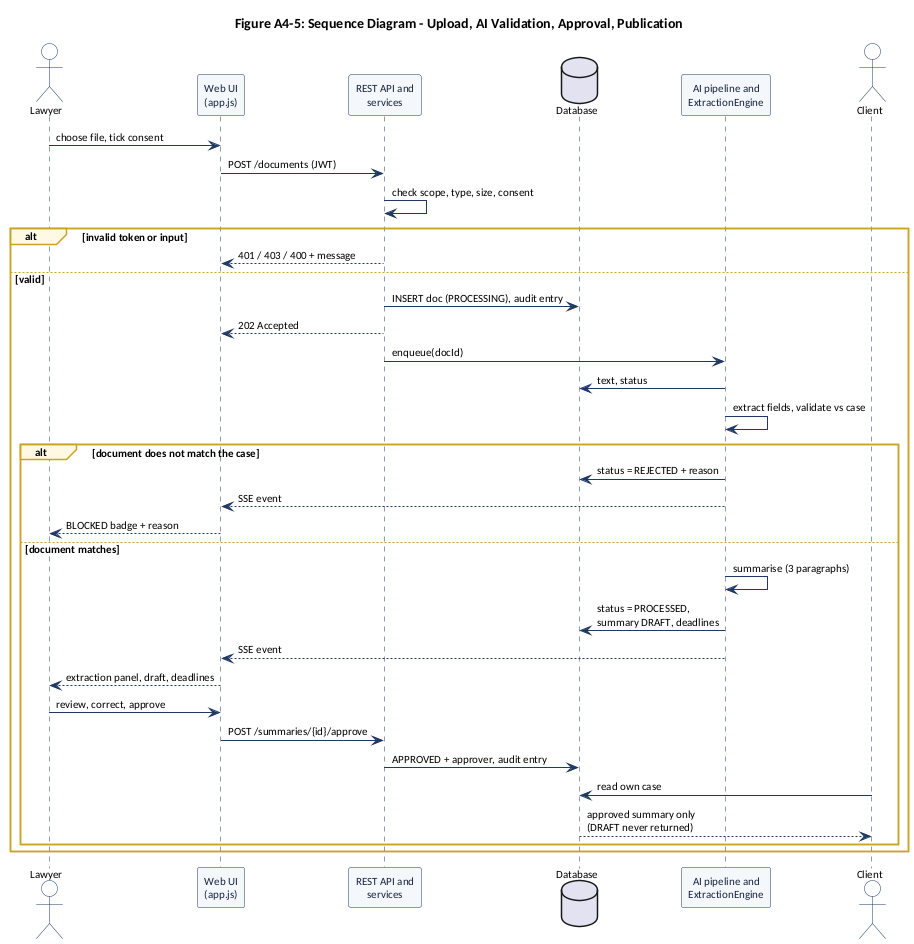 Figure A4-5: Sequence Diagram - Upload, AI Validation, Approval, Publication
Lawyer
Web UI
(app.js)
REST API and
services
Database
AI pipeline and
ExtractionEngine
Client
choose file, tick consent
POST /documents (JWT)
check scope, type, size, consent
alt
[invalid token or input]
401 / 403 / 400 + message
[valid]
INSERT doc (PROCESSING), audit entry
202 Accepted
enqueue(docId)
text, status
extract fields, validate vs case
alt
[document does not match the case]
status = REJECTED + reason
SSE event
BLOCKED badge + reason
[document matches]
summarise (3 paragraphs)
status = PROCESSED,
summary DRAFT, deadlines
SSE event
extraction panel, draft, deadlines
review, correct, approve
POST /summaries/{id}/approve
APPROVED + approver, audit entry
read own case
approved summary only
(DRAFT never returned)
Lawyer
Web UI
(app.js)
REST API and
services
Database
AI pipeline and
ExtractionEngine
Client